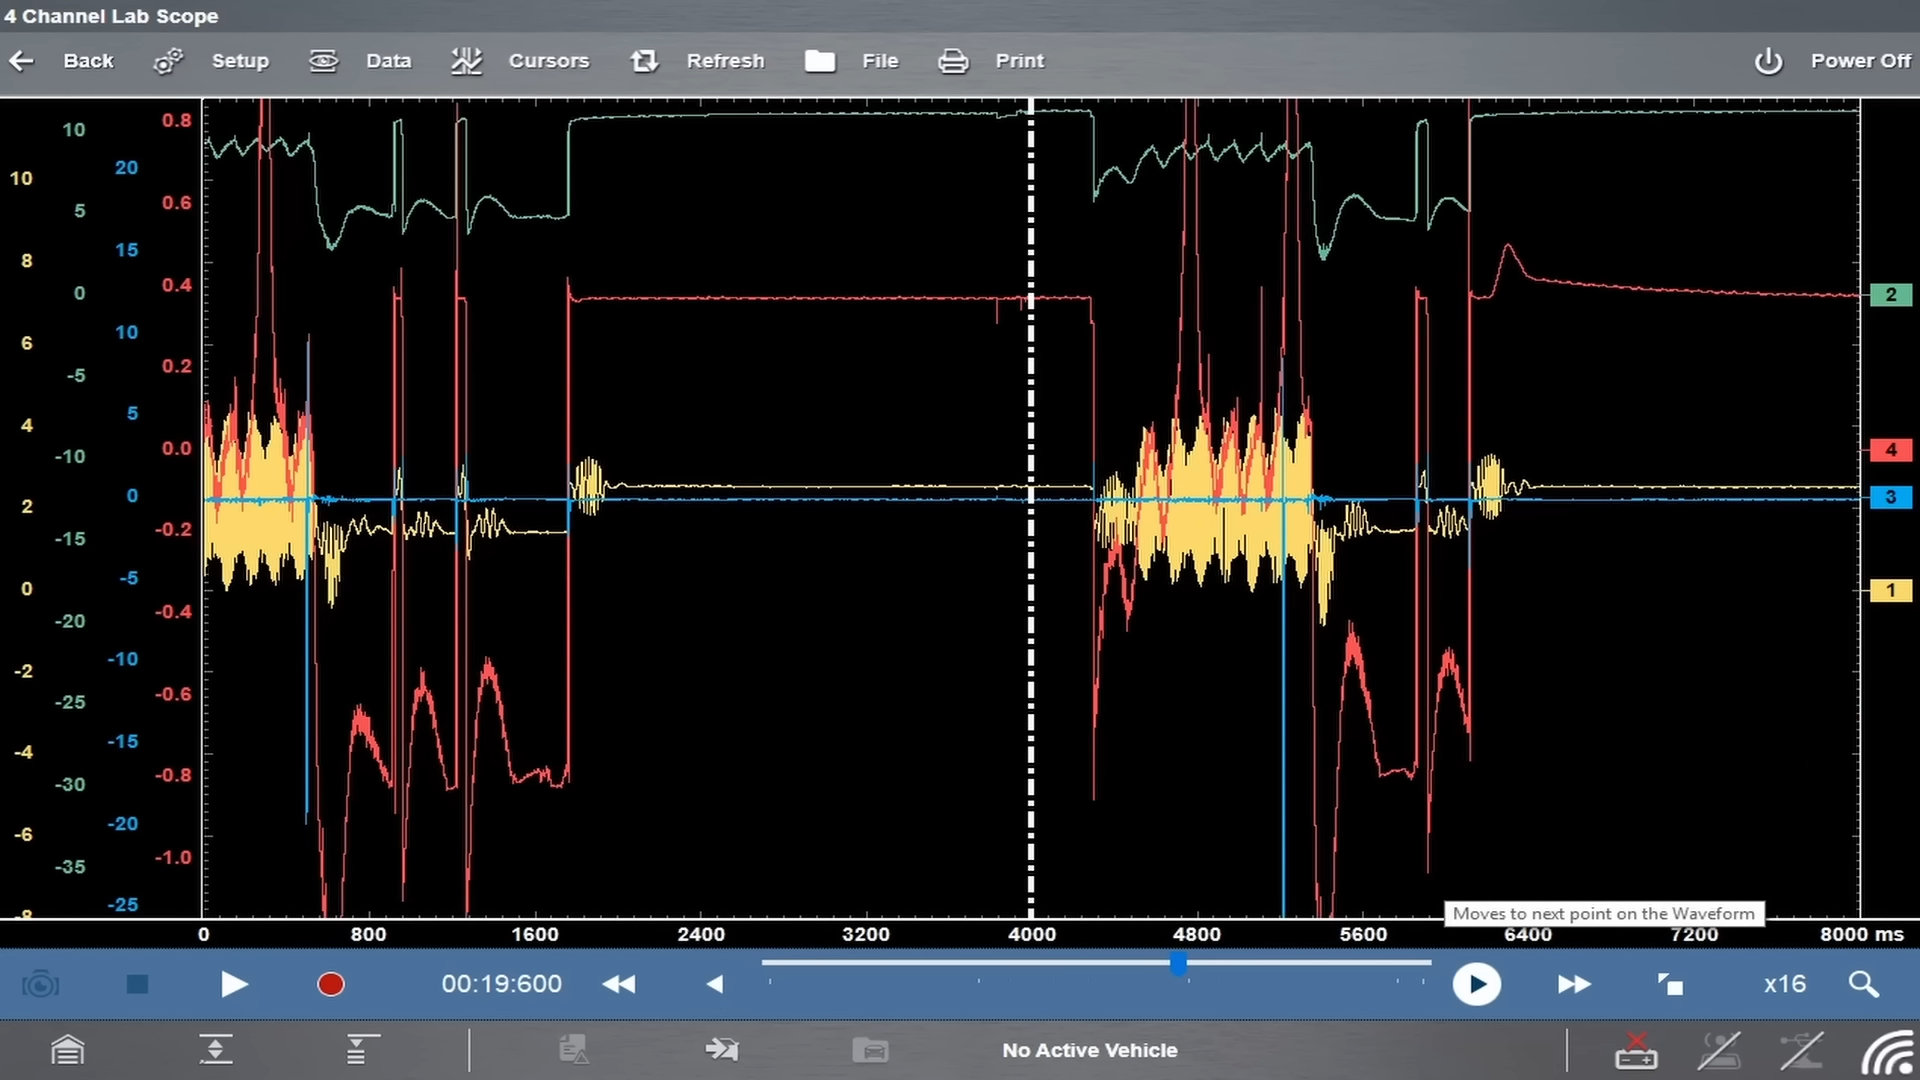 4 Channel Lab Scope
Back Setup Data Cursors Refresh File Print Power Off
10 0.8
10 20
5 0.6
8 15
0 0.4 2
6 10
-5 0.2
4 5
-10 0.0 4
2 0 3
-15 -0.2
0 -5 1
-20 -0.4
-2 -10
-25 -0.6
-4 -15
-30 -0.8
-6 -20
-35 -1.0
-8 -25
Moves to next point on the Waveform
0 800 1600 2400 3200 4000 4800 5600 6400 7200 8000 ms
00:19:600 x16
No Active Vehicle